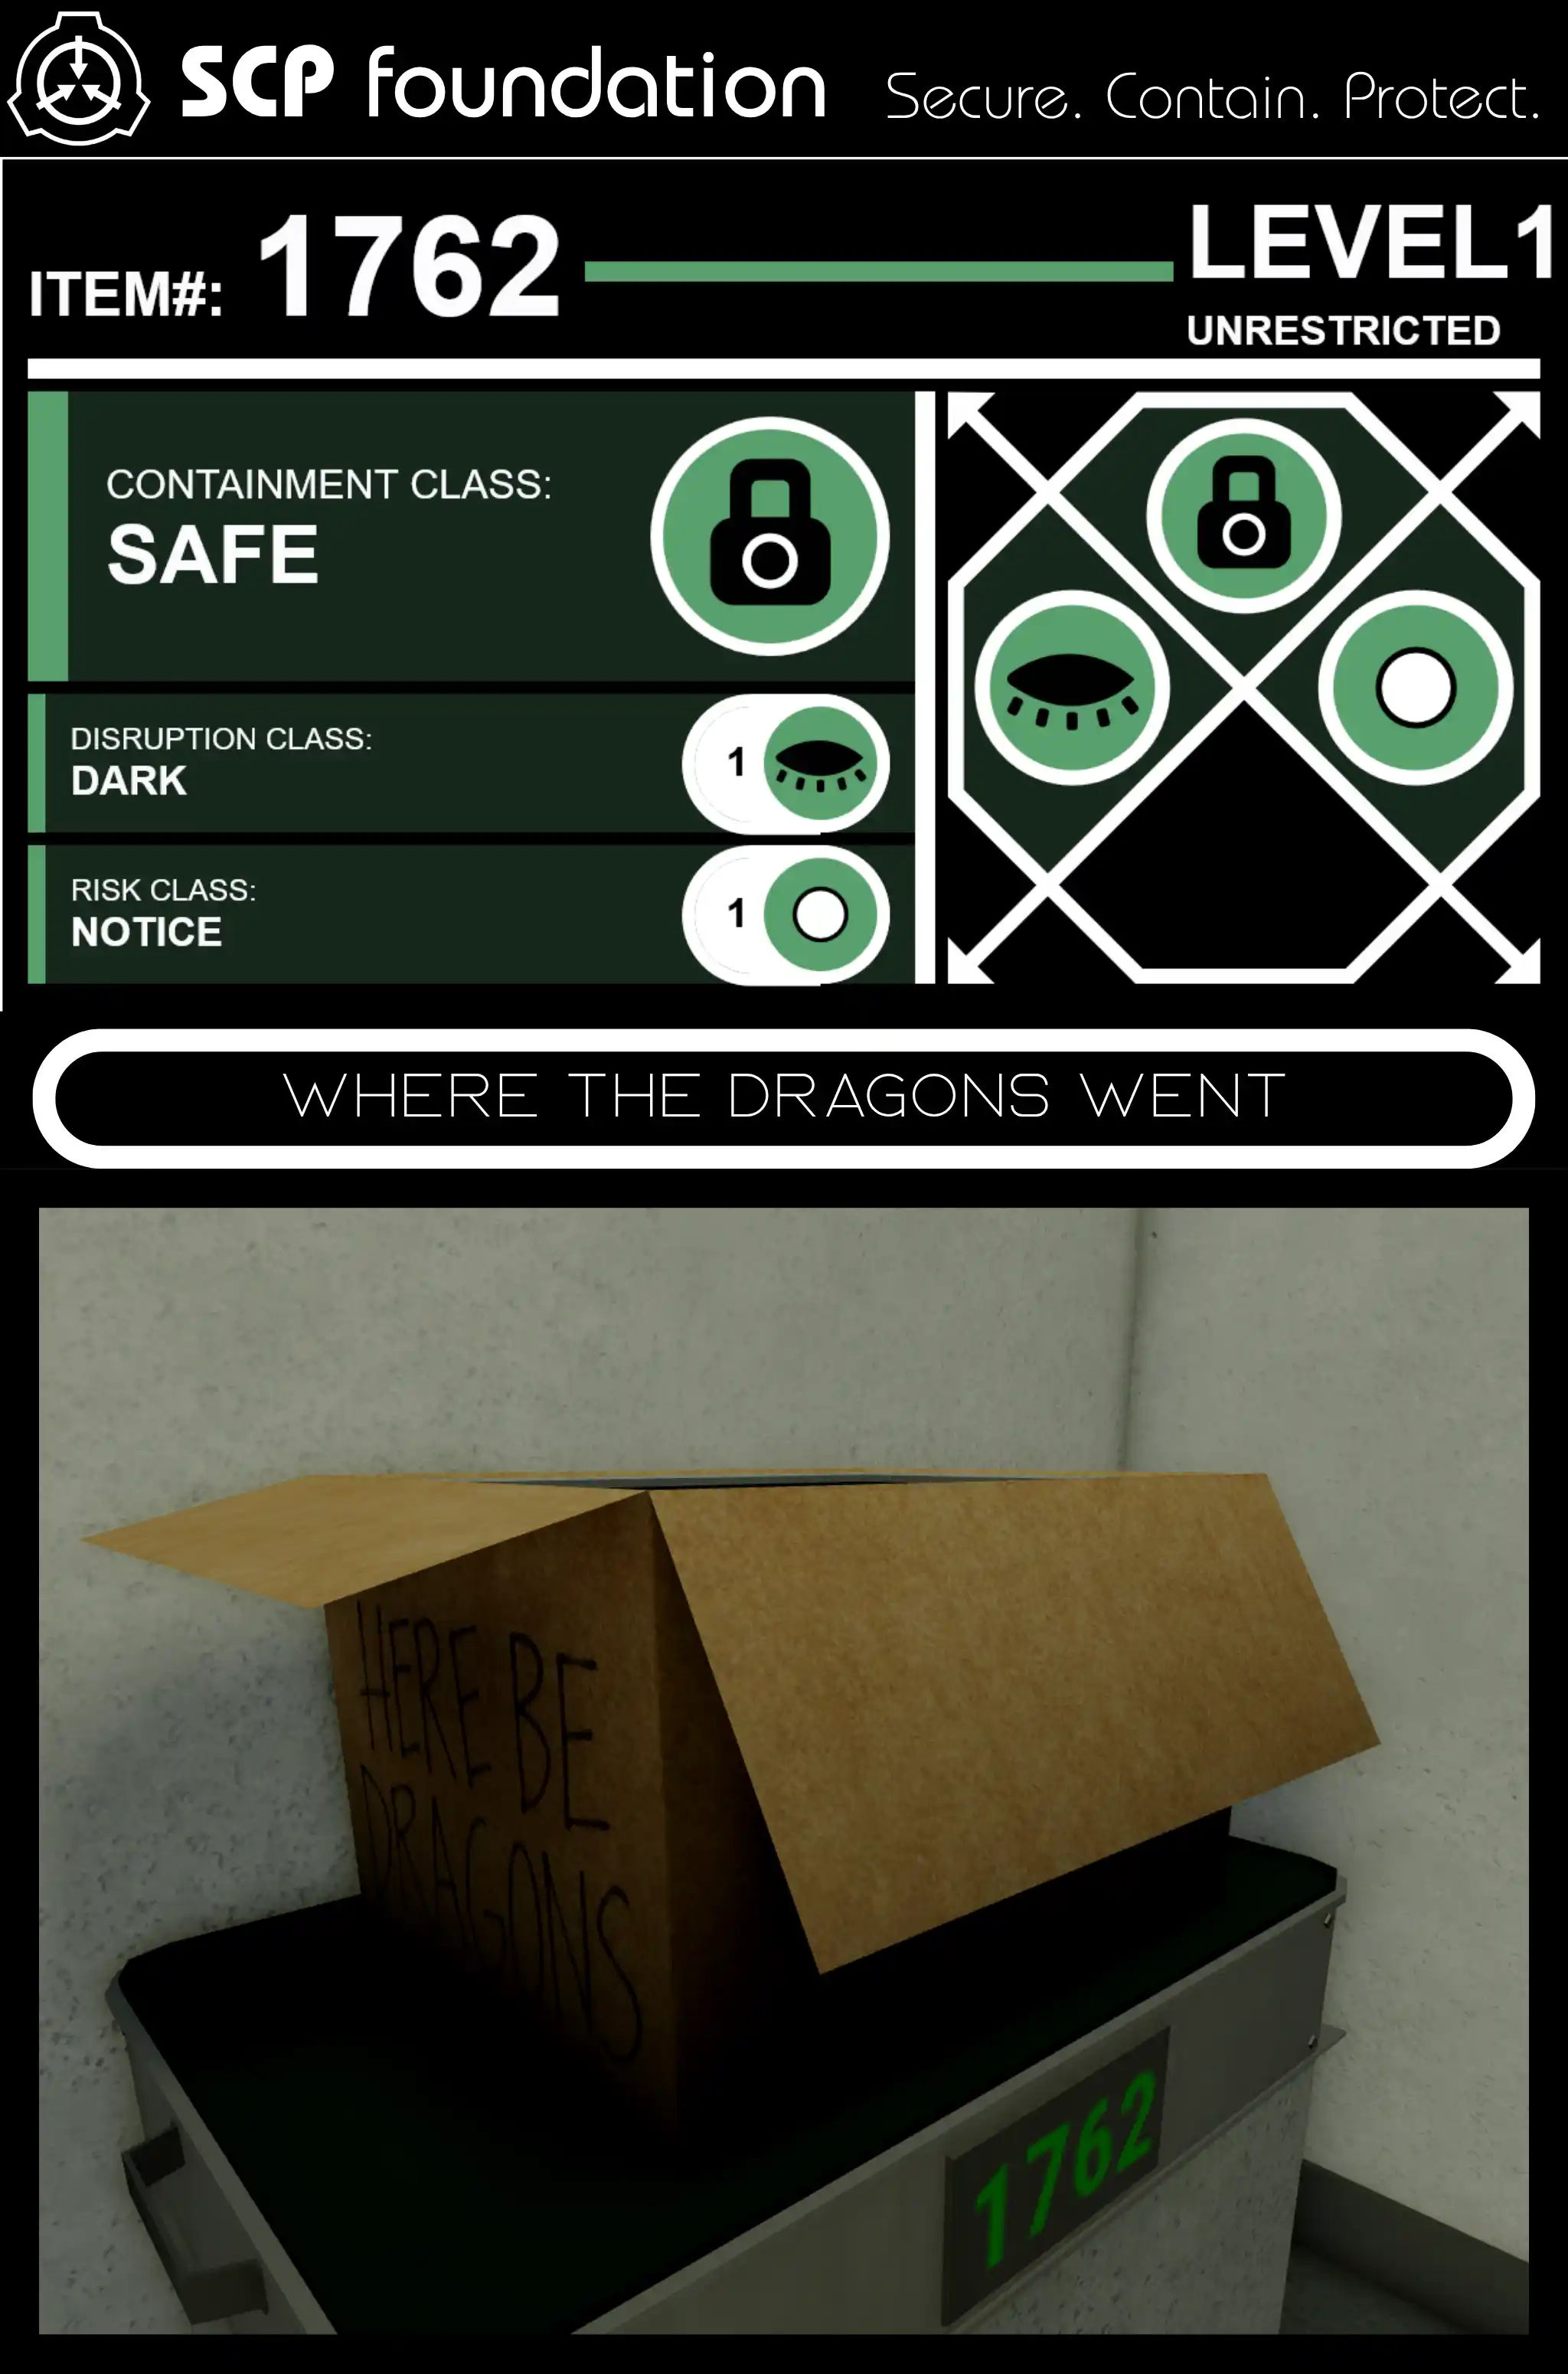 SCP foundation Secure. Contain. Protect.
ITEM#: 1762 LEVEL1
UNRESTRICTED
CONTAINMENT CLASS:
SAFE
DISRUPTION CLASS:
DARK
1
RISK CLASS:
NOTICE
1
WHERE THE DRAGONS WENT
HERE BE
DRAGONS
1762